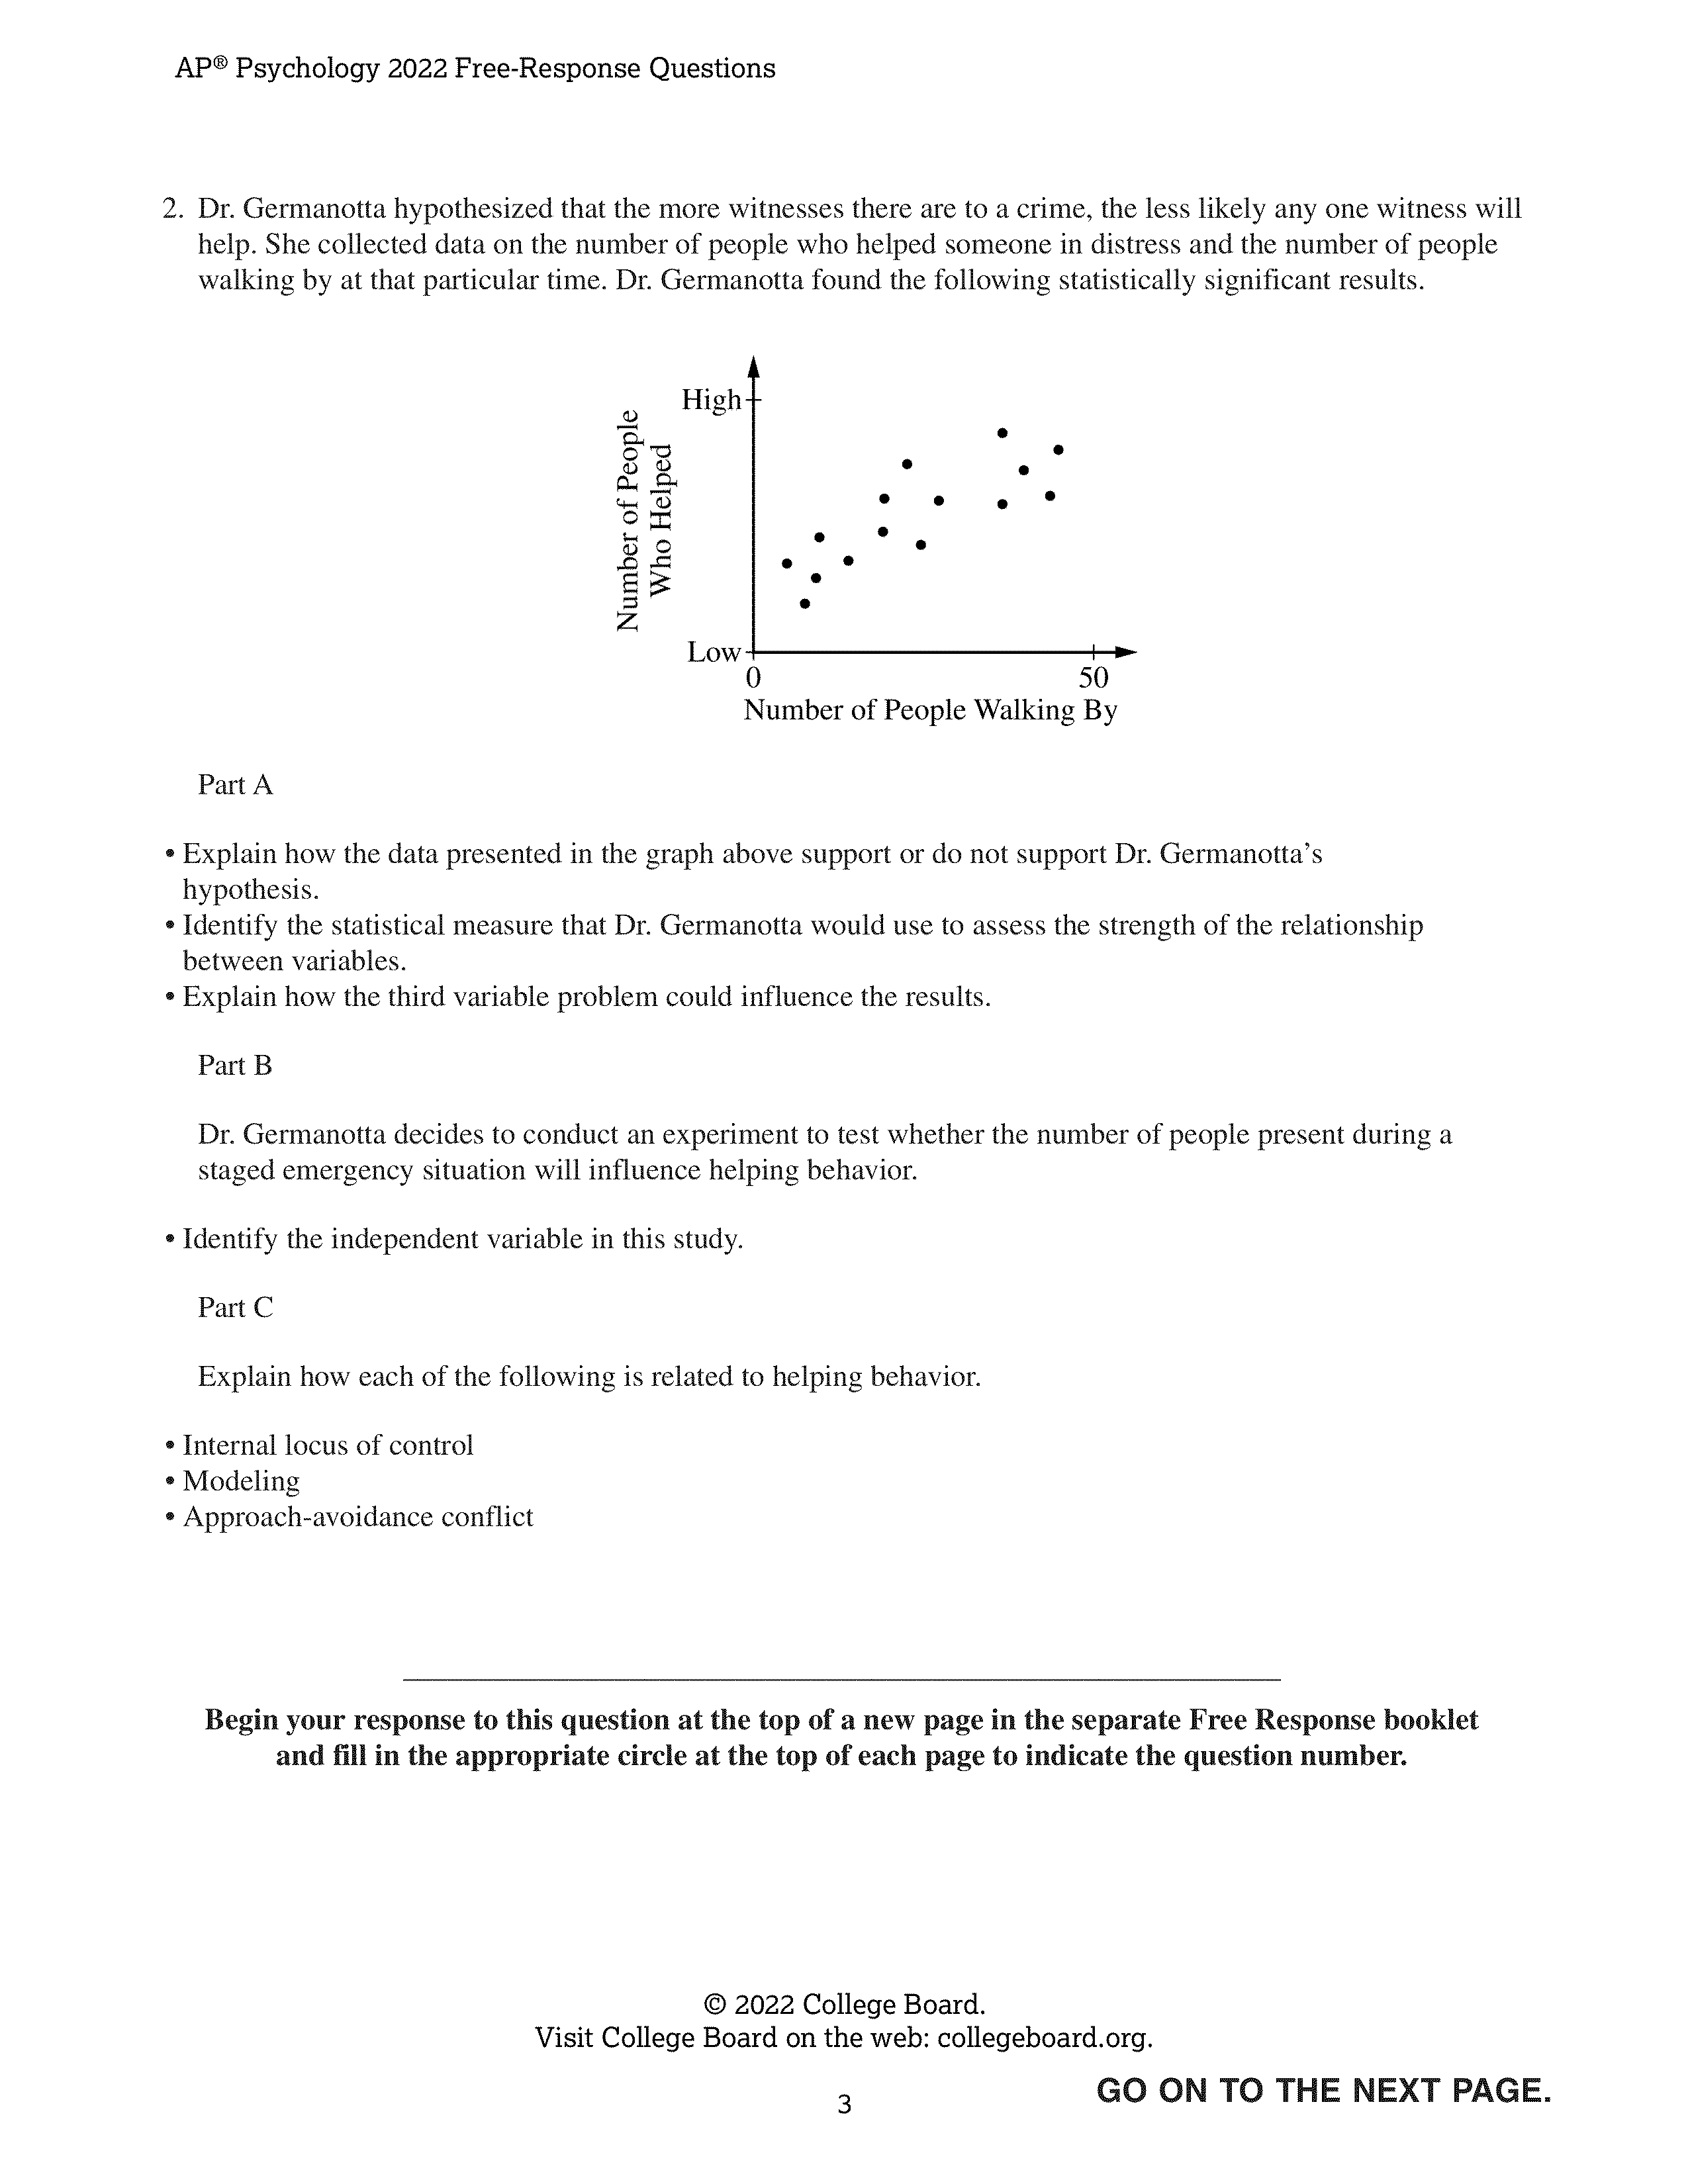 AP® Psychology 2022 Free-Response Questions
2. Dr. Germanotta hypothesized that the more witnesses there are to a crime, the less likely any one witness will
help. She collected data on the number of people who helped someone in distress and the number of people
walking by at that particular time. Dr. Germanotta found the following statistically significant results.
High
Number of People
Who Helped
Low
0
50
Number of People Walking By
Part A
• Explain how the data presented in the graph above support or do not support Dr. Germanotta’s
hypothesis.
• Identify the statistical measure that Dr. Germanotta would use to assess the strength of the relationship
between variables.
• Explain how the third variable problem could influence the results.
Part B
Dr. Germanotta decides to conduct an experiment to test whether the number of people present during a
staged emergency situation will influence helping behavior.
• Identify the independent variable in this study.
Part C
Explain how each of the following is related to helping behavior.
• Internal locus of control
• Modeling
• Approach-avoidance conflict
Begin your response to this question at the top of a new page in the separate Free Response booklet
and fill in the appropriate circle at the top of each page to indicate the question number.
© 2022 College Board.
Visit College Board on the web: collegeboard.org.
GO ON TO THE NEXT PAGE.
3